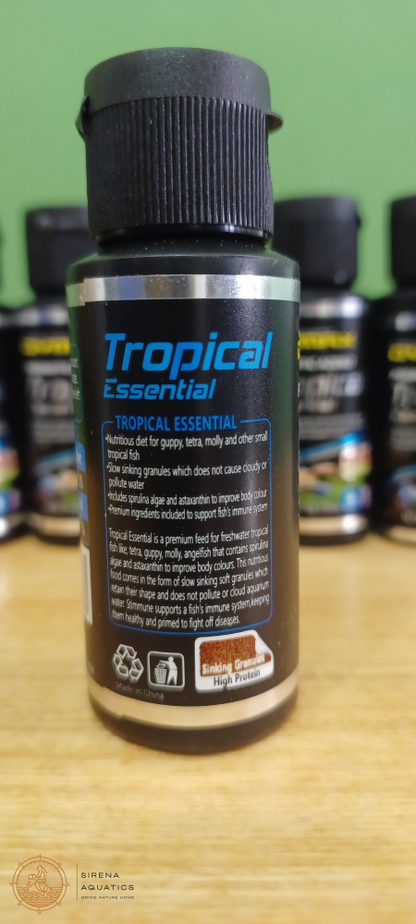 Tropical
Essential
TROPICAL ESSENTIAL
•Nutritious diet for guppy, tetra, molly and other small
tropical fish
•Slow sinking granules which does not cause cloudy or
pollute water
•Includes spirulina algae and astaxanthin to improve body colour
•Premium ingredients included to support fish's immune system
Tropical Essential is a premium feed for freshwater tropical
fish like, tetra, guppy, molly, angelfish that contains spirulina
algae and astaxanthin to improve body colours. This nutritious
food comes in the form of slow sinking soft granules which
retain their shape and does not pollute or cloud aquarium
water. Stimmune supports a fish's immune system,keeping
them healthy and primed to fight off diseases.
Sinking Granules
High Protein
Made in China
SIRENA
AQUATICS
BRING NATURE HOME